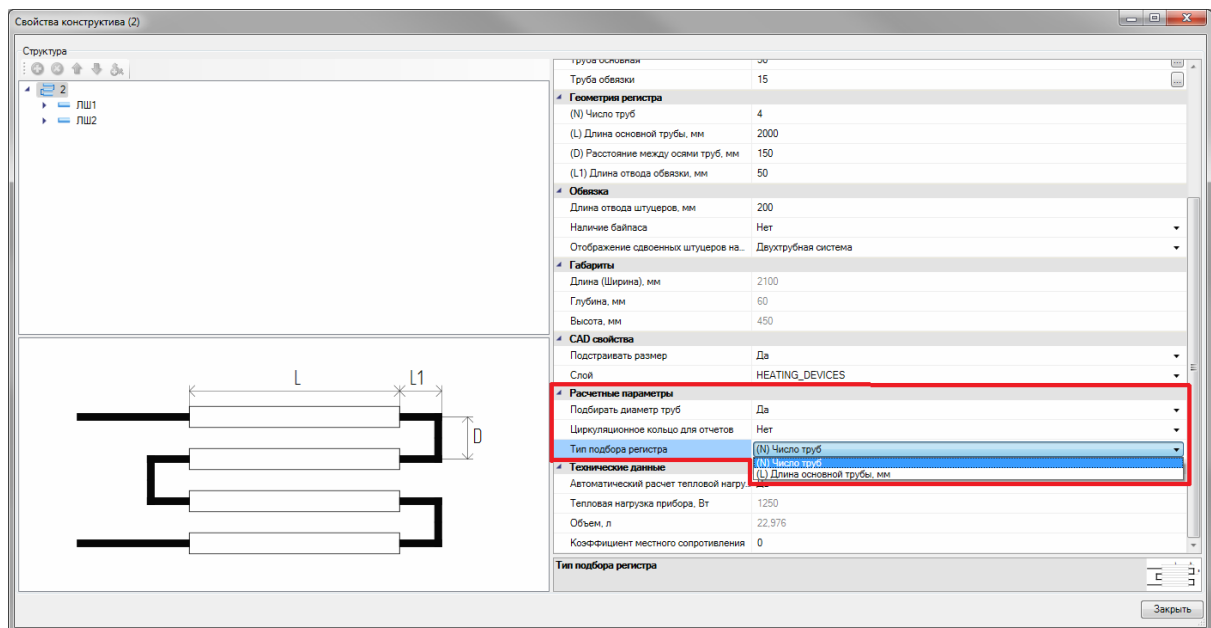 Свойства конструктива (2)
Структура
2
ЛШ1
ЛШ2
Труба основная 50
Труба обвязки 15
Геометрия регистра
(N) Число труб 4
(L) Длина основной трубы, мм 2000
(D) Расстояние между осями труб, мм 150
(L1) Длина отвода обвязки, мм 50
Обвязка
Длина отвода штуцеров, мм 200
Наличие байпаса Нет
Отображение сдвоенных штуцеров на... Двухтрубная система
Габариты
Длина (Ширина), мм 2100
Глубина, мм 60
Высота, мм 450
CAD свойства
Подстраивать размер Да
Слой HEATING_DEVICES
Расчетные параметры
Подбирать диаметр труб Да
Циркуляционное кольцо для отчетов Нет
Тип подбора регистра (N) Число труб
(N) Число труб
(L) Длина основной трубы, мм
Технические данные
Автоматический расчет тепловой нагру...
Тепловая нагрузка прибора, Вт 1250
Объем, л 22,976
Коэффициент местного сопротивления 0
Тип подбора регистра
L L1
D
Закрыть